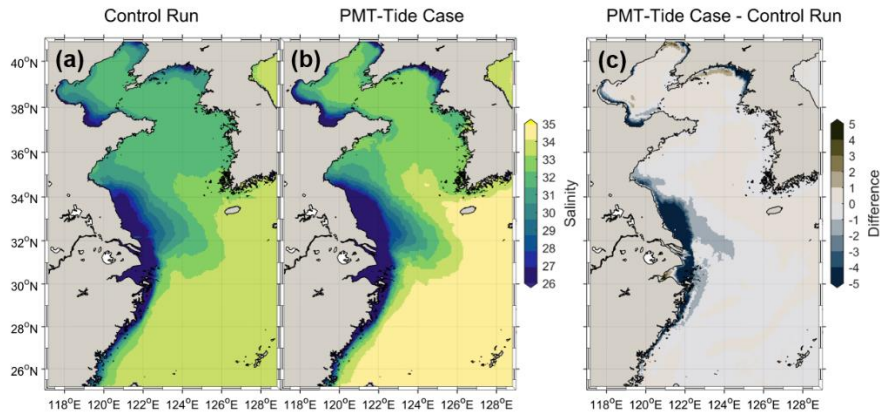 Control Run
PMT-Tide Case
PMT-Tide Case - Control Run
(a)
(b)
(c)
40°N
38°N
36°N
34°N
32°N
30°N
28°N
26°N
118°E 120°E 122°E 124°E 126°E 128°E
118°E 120°E 122°E 124°E 126°E 128°E
118°E 120°E 122°E 124°E 126°E 128°E
35
34
33
32
31
30
29
28
27
26
Salinity
5
4
3
2
1
0
-1
-2
-3
-4
-5
Difference